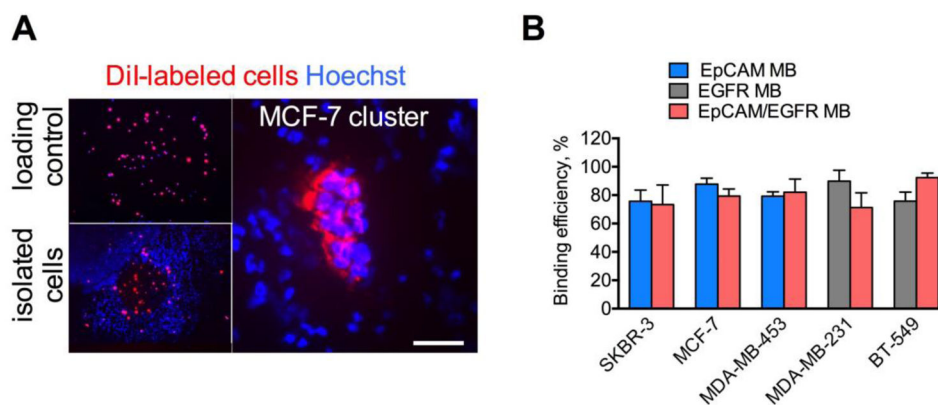 A
DiI-labeled cells Hoechst
loading
control
isolated
cells
MCF-7 cluster
B
EpCAM MB
EGFR MB
EpCAM/EGFR MB
Binding efficiency, %
120
100
80
60
40
20
0
SKBR-3
MCF-7
MDA-MB-453
MDA-MB-231
BT-549